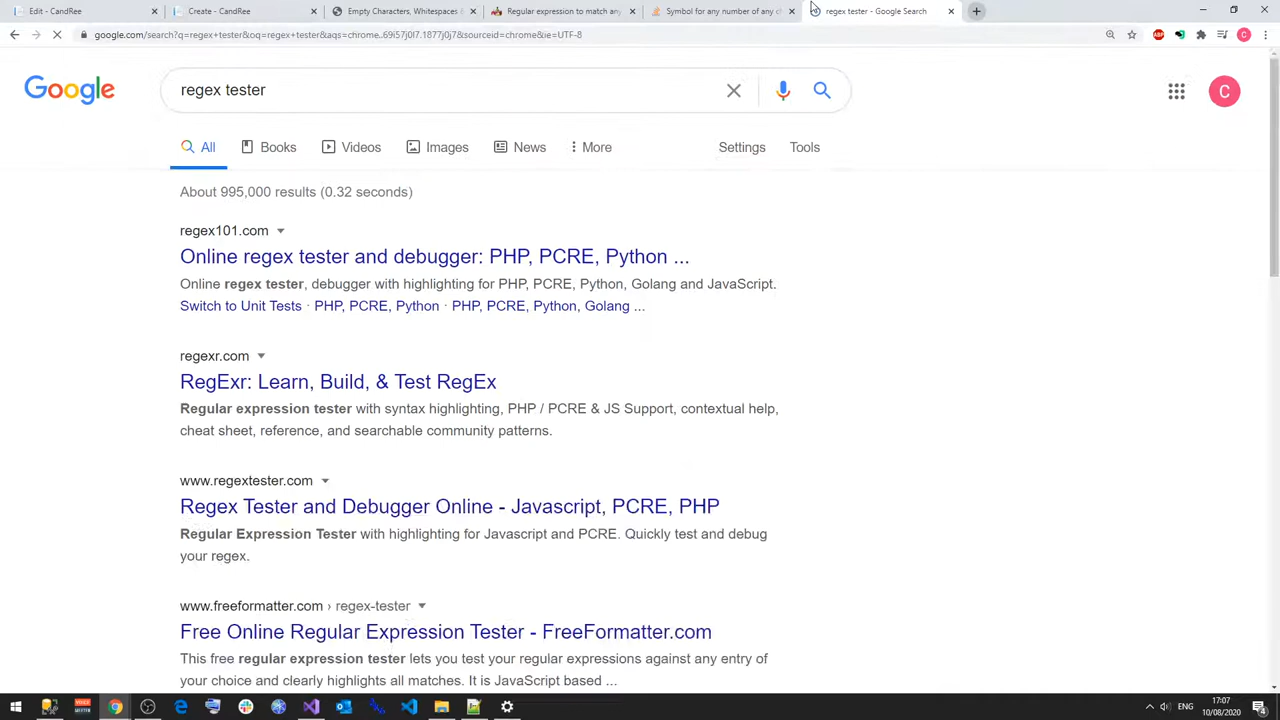 Edit - CandRee
Create - CandRee
Empty Characters, Whitespaces B
Regular expression to match any
Symbol for any number of any ch
regex tester - Google Search
google.com/search?q=regex+tester&oq=regex+tester&aqs=chrome..69i57j0l7.1877j0j7&sourceid=chrome&ie=UTF-8
ABP
C
Google
regex tester
C
All
Books
Videos
Images
News
More
Settings
Tools
About 995,000 results (0.32 seconds)
regex101.com
Online regex tester and debugger: PHP, PCRE, Python ...
Online regex tester, debugger with highlighting for PHP, PCRE, Python, Golang and JavaScript.
Switch to Unit Tests · PHP, PCRE, Python · PHP, PCRE, Python, Golang ...
regexr.com
RegExr: Learn, Build, & Test RegEx
Regular expression tester with syntax highlighting, PHP / PCRE & JS Support, contextual help,
cheat sheet, reference, and searchable community patterns.
www.regextester.com
Regex Tester and Debugger Online - Javascript, PCRE, PHP
Regular Expression Tester with highlighting for Javascript and PCRE. Quickly test and debug
your regex.
www.freeformatter.com › regex-tester
Free Online Regular Expression Tester - FreeFormatter.com
This free regular expression tester lets you test your regular expressions against any entry of
your choice and clearly highlights all matches. It is JavaScript based ...
ENG
17:07
10/08/2020